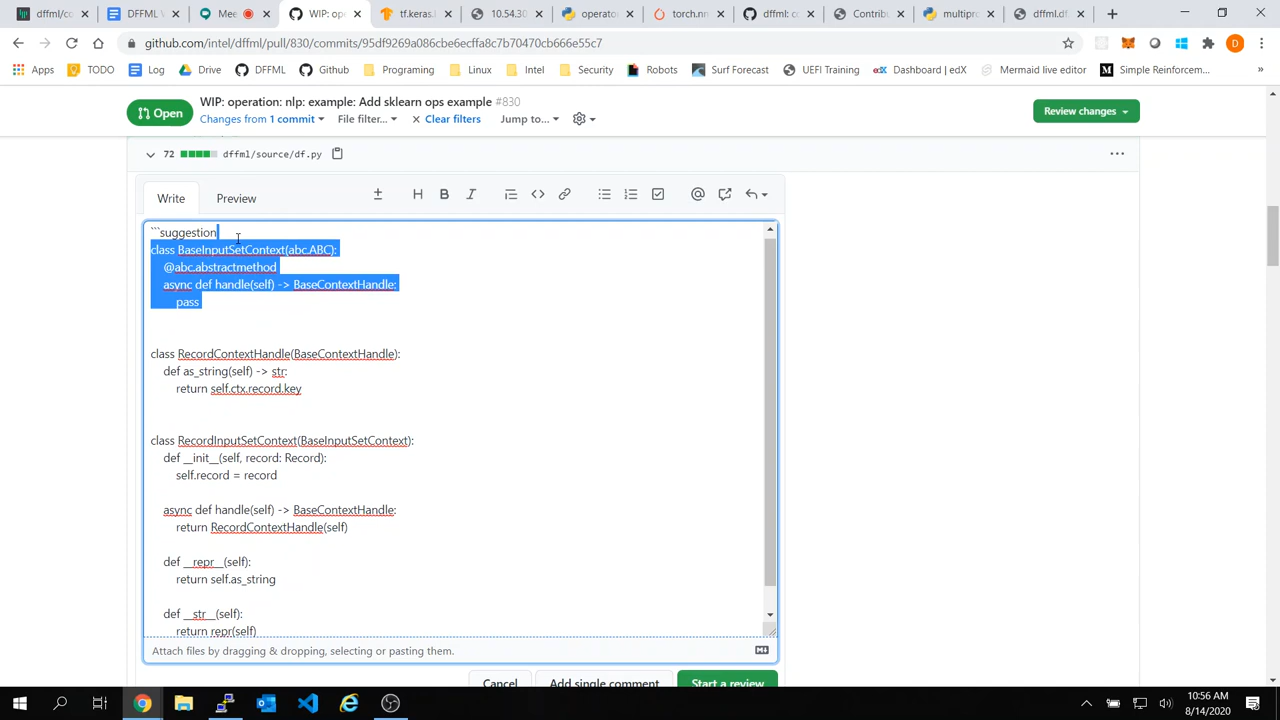 dffml/co
DFFML W
Mee
WIP: op
tf.keras.l
10.54.30
operato
torch.nn
dffml: c
Contrib
multipro
dffml.df
github.com/intel/dffml/pull/830/commits/95df9269a086cbe6ecff8c7b70470cb666e55c7
Apps
TODO
Log
Drive
DFFML
Github
Programing
Linux
Intel
Security
Robots
Surf Forecast
UEFI Training
Dashboard | edX
Mermaid live editor
Simple Reinforcem...
Open
WIP: operation: nlp: example: Add sklearn ops example #830
Changes from 1 commit
File filter...
Clear filters
Jump to...
Review changes
72 dffml/source/df.py
Write
Preview
```suggestion
class BaseInputSetContext(abc.ABC):
@abc.abstractmethod
async def handle(self) -> BaseContextHandle:
pass
class RecordContextHandle(BaseContextHandle):
def as_string(self) -> str:
return self.ctx.record.key
class RecordInputSetContext(BaseInputSetContext):
def __init__(self, record: Record):
self.record = record
async def handle(self) -> BaseContextHandle:
return RecordContextHandle(self)
def __repr__(self):
return self.as_string
def __str__(self):
return repr(self)
Attach files by dragging & dropping, selecting or pasting them.
Cancel
Add single comment
Start a review
10:56 AM
8/14/2020